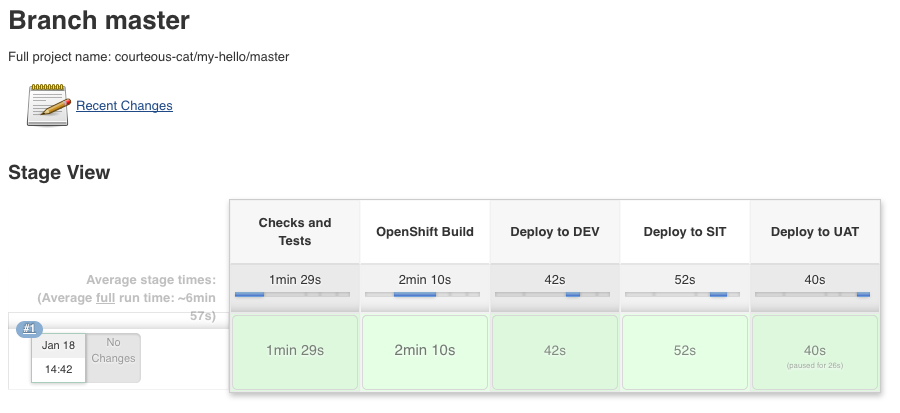 Branch master
Full project name: courteous-cat/my-hello/master
Recent Changes
Stage View
Checks and
Tests
OpenShift Build
Deploy to DEV
Deploy to SIT
Deploy to UAT
Average stage times:
(Average full run time: ~6min
57s)
1min 29s
2min 10s
42s
52s
40s
#1
Jan 18
14:42
No
Changes
1min 29s
2min 10s
42s
52s
40s
(paused for 26s)